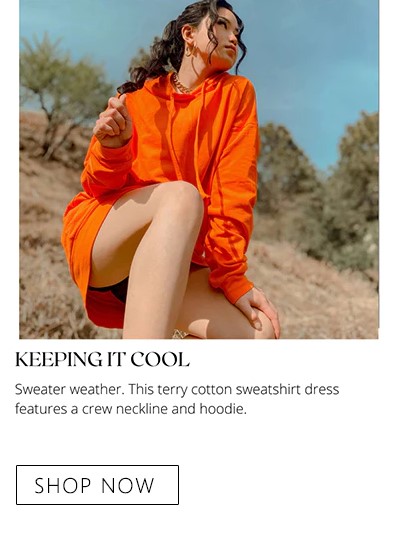 KEEPING IT COOL
Sweater weather. This terry cotton sweatshirt dress
features a crew neckline and hoodie.
SHOP NOW